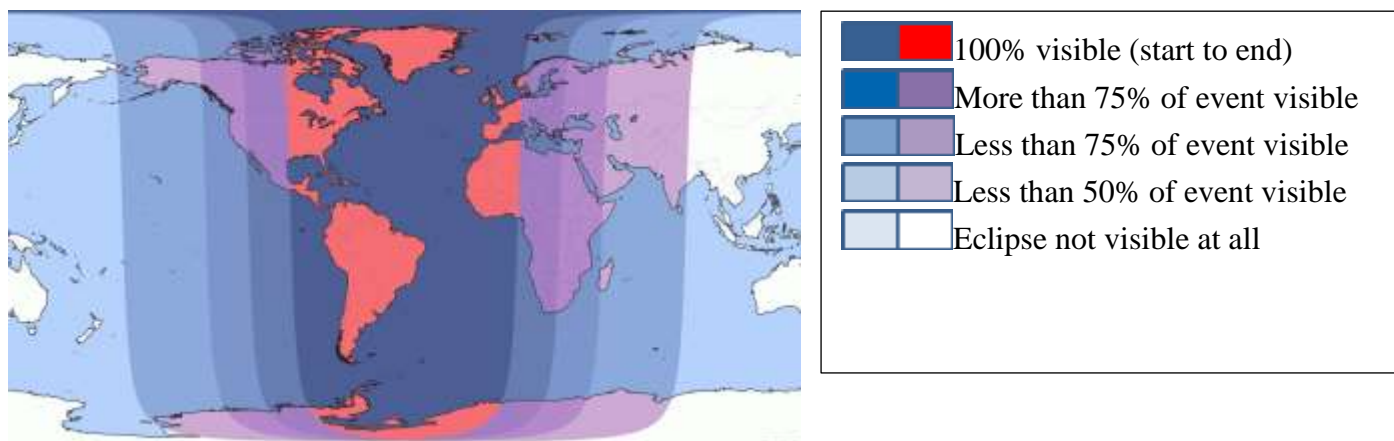 100% visible (start to end)
More than 75% of event visible
Less than 75% of event visible
Less than 50% of event visible
Eclipse not visible at all